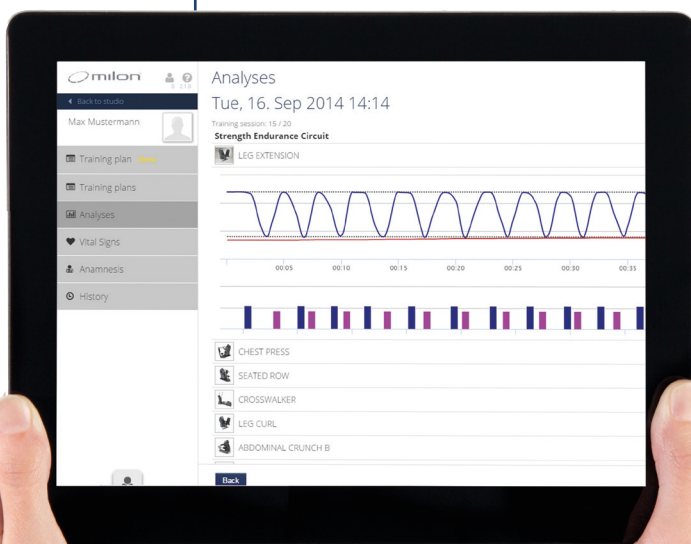 milon
Back to studio
Max Mustermann
Training plan
Training plans
Analyses
Vital Signs
Anamnesis
History
Analyses
Tue, 16. Sep 2014 14:14
Training session: 15 / 20
Strength Endurance Circuit
LEG EXTENSION
00:05 00:10 00:15 00:20 00:25 00:30 00:35
CHEST PRESS
SEATED ROW
CROSSWALKER
LEG CURL
ABDOMINAL CRUNCH B
Back